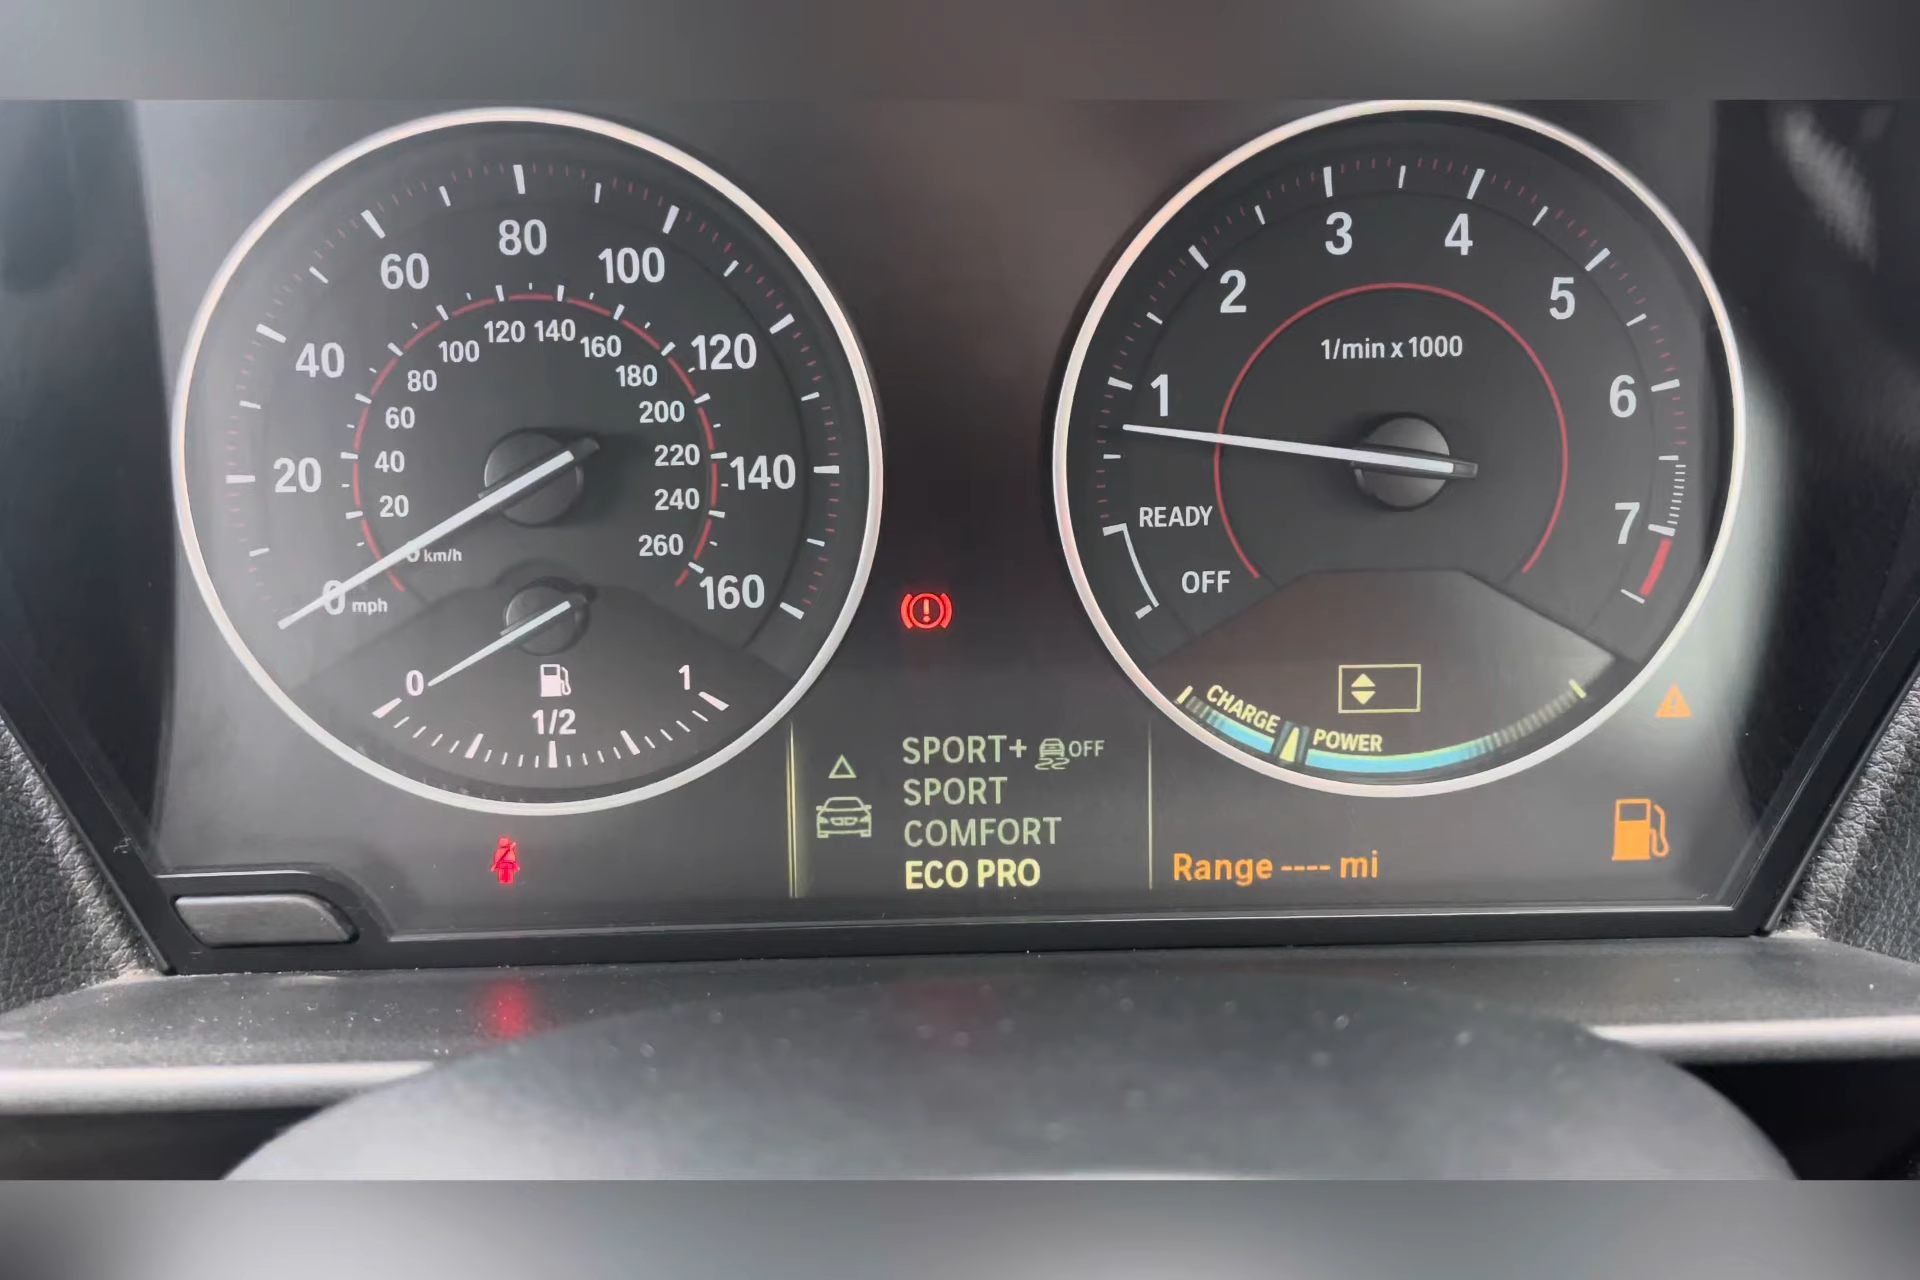 80
60
100
40
120
20
140
0 mph
160
120 140
100
160
80
180
60
200
40
220
20
240
km/h
260
0
1
1/2
3
4
2
5
1/min x 1000
1
6
READY
7
OFF
CHARGE
POWER
SPORT+ OFF
SPORT
COMFORT
ECO PRO
Range ---- mi